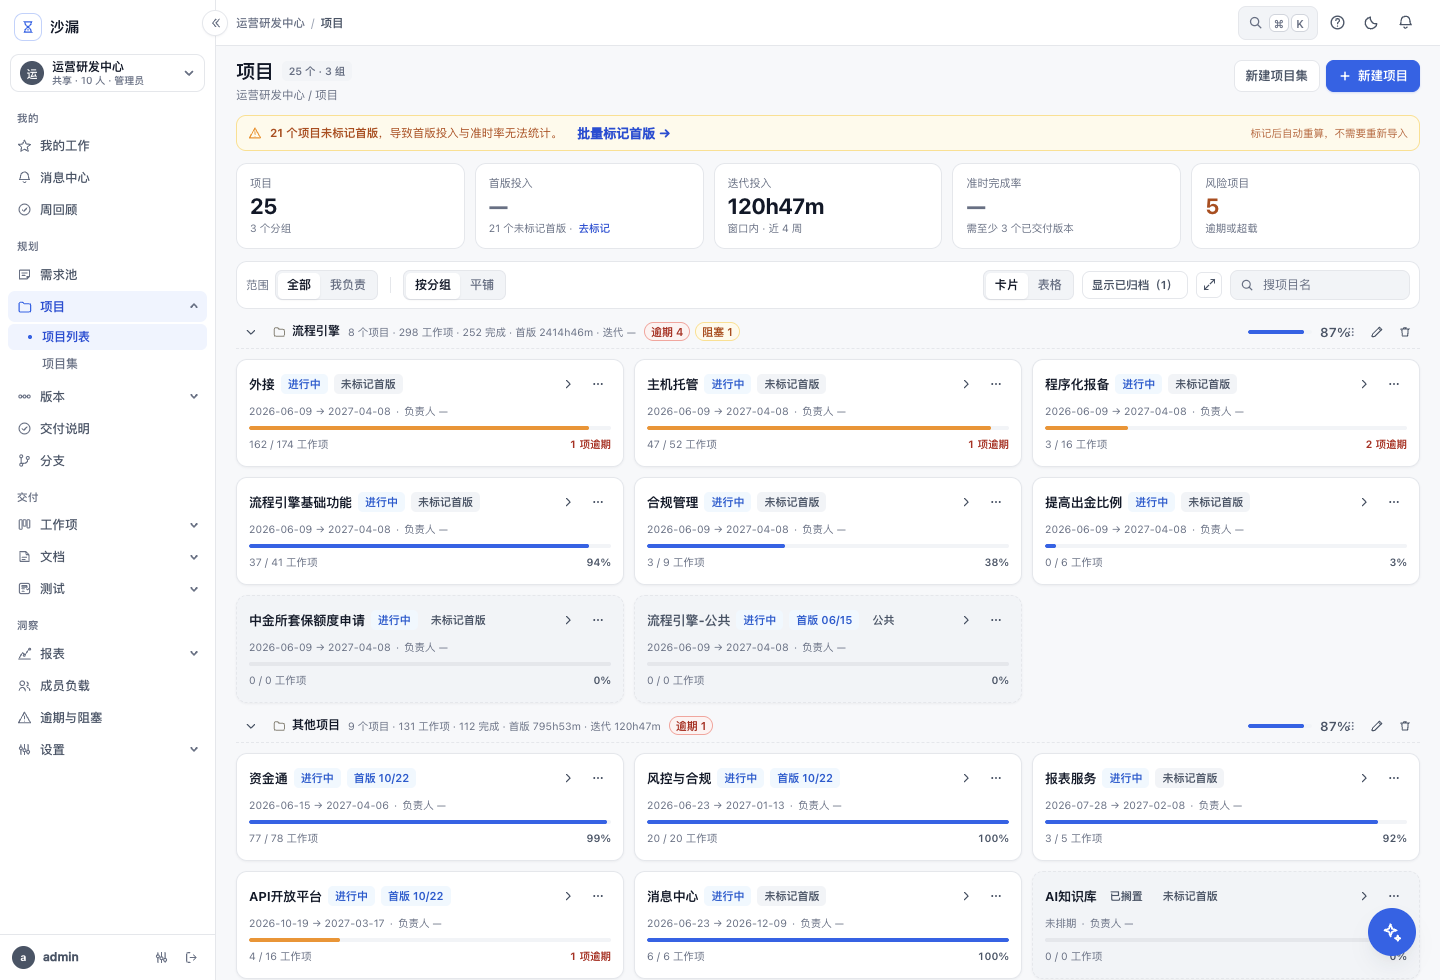 沙漏
运营研发中心 / 项目
⌘ K
运
运营研发中心
共享 · 10 人 · 管理员
我的
我的工作
消息中心
周回顾
规划
需求池
项目
项目列表
项目集
版本
交付说明
分支
交付
工作项
文档
测试
洞察
报表
成员负载
逾期与阻塞
设置
a admin
项目 25 个 · 3 组
运营研发中心 / 项目
新建项目集
新建项目
21 个项目未标记首版，导致首版投入与准时率无法统计。 批量标记首版 →
标记后自动重算，不需要重新导入
项目
25
3 个分组
首版投入
—
21 个未标记首版 · 去标记
迭代投入
120h47m
窗口内 · 近 4 周
准时完成率
—
需至少 3 个已交付版本
风险项目
5
逾期或超载
范围 全部 我负责 按分组 平铺
卡片 表格 显示已归档（1） 搜项目名
流程引擎 8 个项目 · 298 工作项 · 252 完成 · 首版 2414h46m · 迭代 — 逾期 4 阻塞 1 87%
外接 进行中 未标记首版
2026-06-09 → 2027-04-08 · 负责人 —
162 / 174 工作项 1 项逾期
主机托管 进行中 未标记首版
2026-06-09 → 2027-04-08 · 负责人 —
47 / 52 工作项 1 项逾期
程序化报备 进行中 未标记首版
2026-06-09 → 2027-04-08 · 负责人 —
3 / 16 工作项 2 项逾期
流程引擎基础功能 进行中 未标记首版
2026-06-09 → 2027-04-08 · 负责人 —
37 / 41 工作项 94%
合规管理 进行中 未标记首版
2026-06-09 → 2027-04-08 · 负责人 —
3 / 9 工作项 38%
提高出金比例 进行中 未标记首版
2026-06-09 → 2027-04-08 · 负责人 —
0 / 6 工作项 3%
中金所套保额度申请 进行中 未标记首版
2026-06-09 → 2027-04-08 · 负责人 —
0 / 0 工作项 0%
流程引擎-公共 进行中 首版 06/15 公共
2026-06-09 → 2027-04-08 · 负责人 —
0 / 0 工作项 0%
其他项目 9 个项目 · 131 工作项 · 112 完成 · 首版 795h53m · 迭代 120h47m 逾期 1 87%
资金通 进行中 首版 10/22
2026-06-15 → 2027-04-06 · 负责人 —
77 / 78 工作项 99%
风控与合规 进行中 首版 10/22
2026-06-23 → 2027-01-13 · 负责人 —
20 / 20 工作项 100%
报表服务 进行中 未标记首版
2026-07-28 → 2027-02-08 · 负责人 —
3 / 5 工作项 92%
API开放平台 进行中 首版 10/22
2026-10-19 → 2027-03-17 · 负责人 —
4 / 16 工作项 1 项逾期
消息中心 进行中 未标记首版
2026-06-23 → 2026-12-09 · 负责人 —
6 / 6 工作项 100%
AI知识库 已搁置 未标记首版
未排期 · 负责人 —
0 / 0 工作项 0%